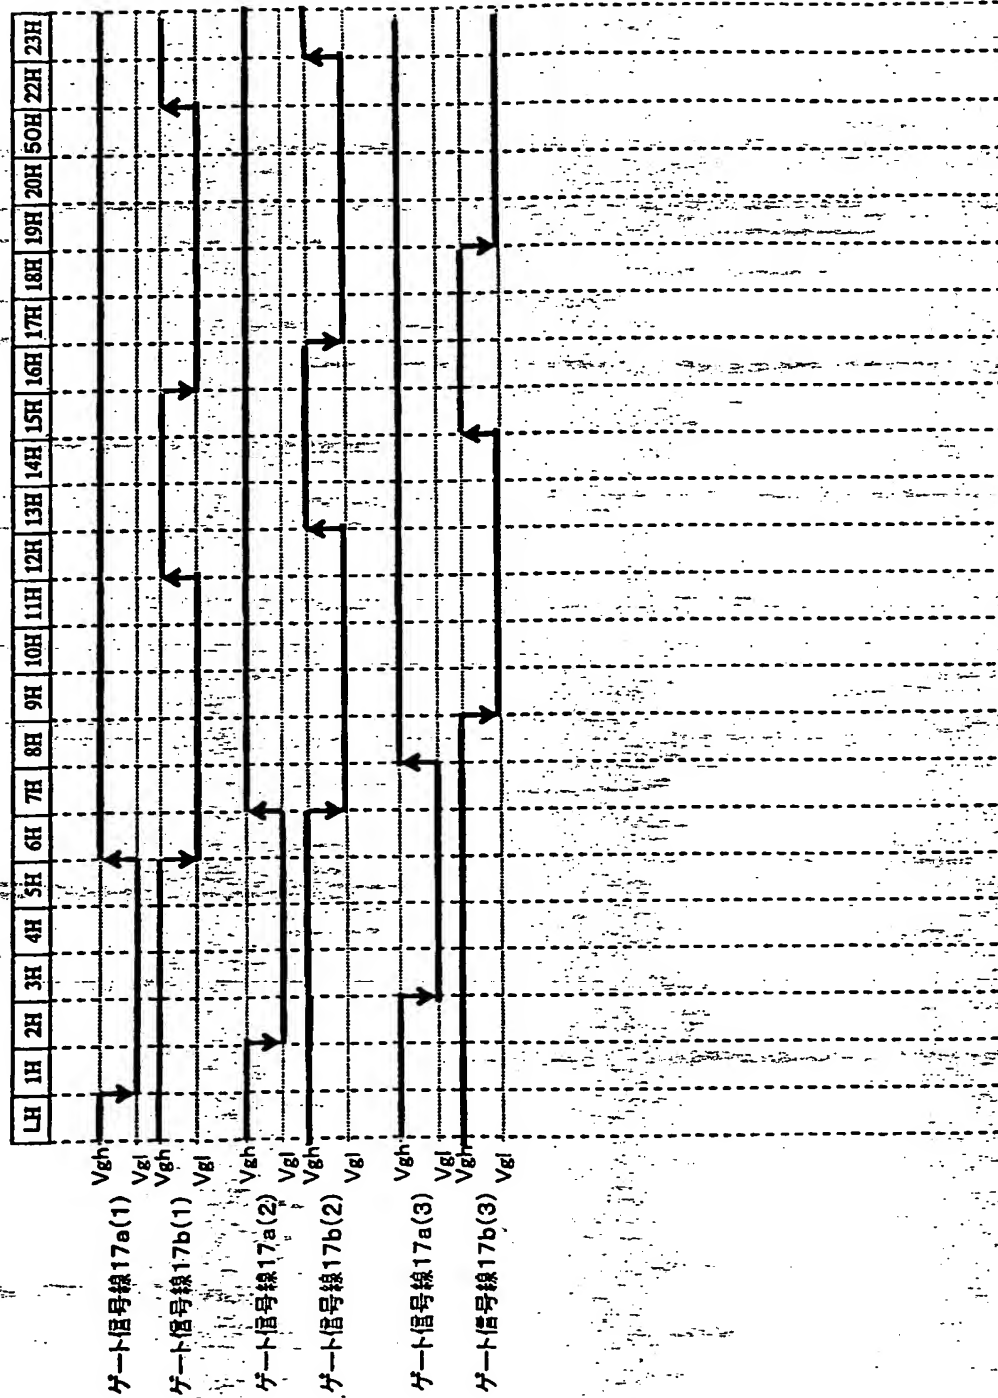 LH 1H 2H 3H 4H 5H 6H 7H 8H 9H 10H 11H 12H 13H 14H 15H 16H 17H 18H 19H 20H 50H 22H 23H
ゲート信号線17a(1) Vgh
Vgl
ゲート信号線17b(1) Vgh
Vgl
ゲート信号線17a(2) Vgh
Vgl
ゲート信号線17b(2) Vgh
Vgl
ゲート信号線17a(3) Vgh
Vgl
ゲート信号線17b(3) Vgh
Vgl